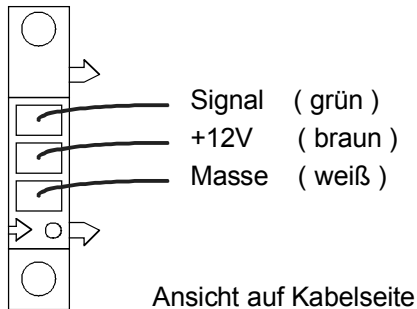 Signal ( grün )
+12V ( braun )
Masse ( weiß )
Ansicht auf Kabelseite